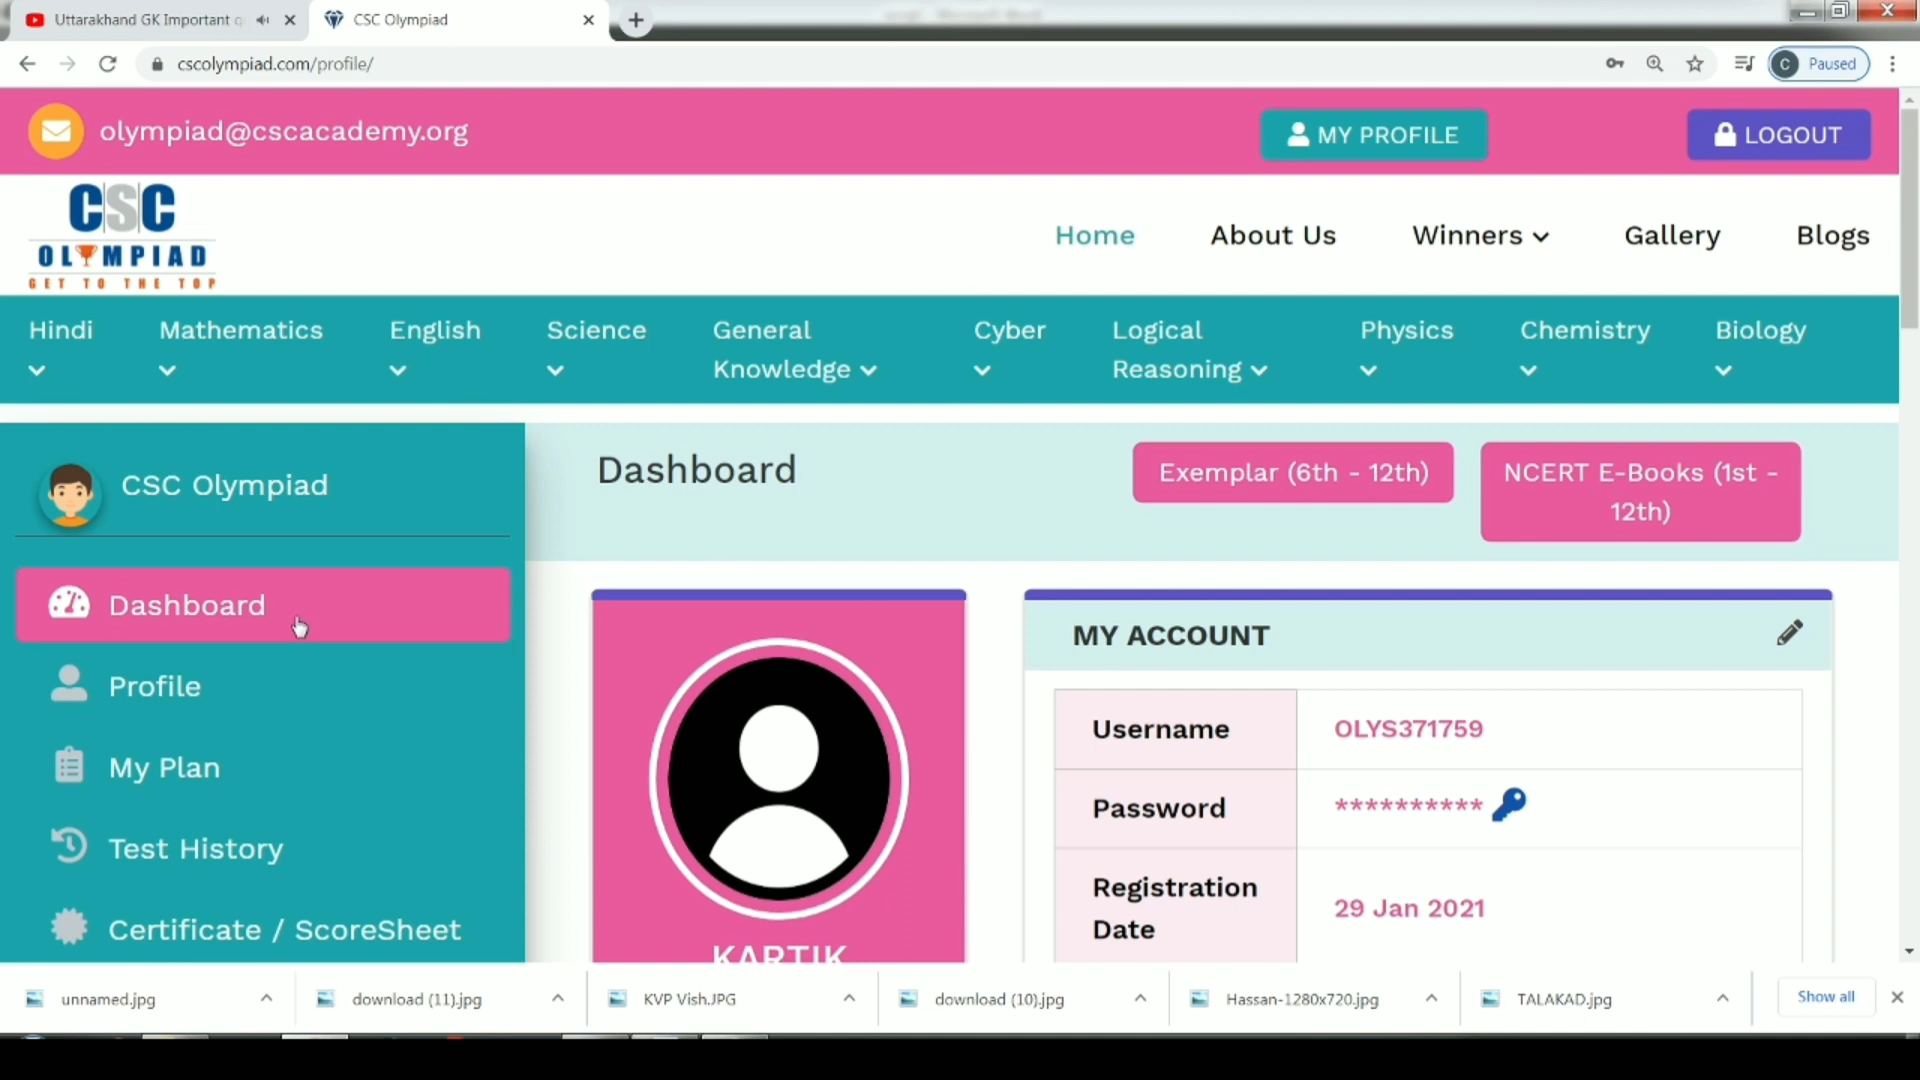 Uttarakhand GK Important q
CSC Olympiad
cscolympiad.com/profile/
C Paused
olympiad@cscacademy.org
MY PROFILE
LOGOUT
CSC
OLYMPIAD
GET TO THE TOP
Home
About Us
Winners
Gallery
Blogs
Hindi
Mathematics
English
Science
General
Knowledge
Cyber
Logical
Reasoning
Physics
Chemistry
Biology
CSC Olympiad
Dashboard
Profile
My Plan
Test History
Certificate / ScoreSheet
Dashboard
Exemplar (6th - 12th)
NCERT E-Books (1st -
12th)
KARTIK
MY ACCOUNT
Username OLYS371759
Password **********
Registration
Date
29 Jan 2021
unnamed.jpg
download (11).jpg
KVP Vish.JPG
download (10).jpg
Hassan-1280x720.jpg
TALAKAD.jpg
Show all